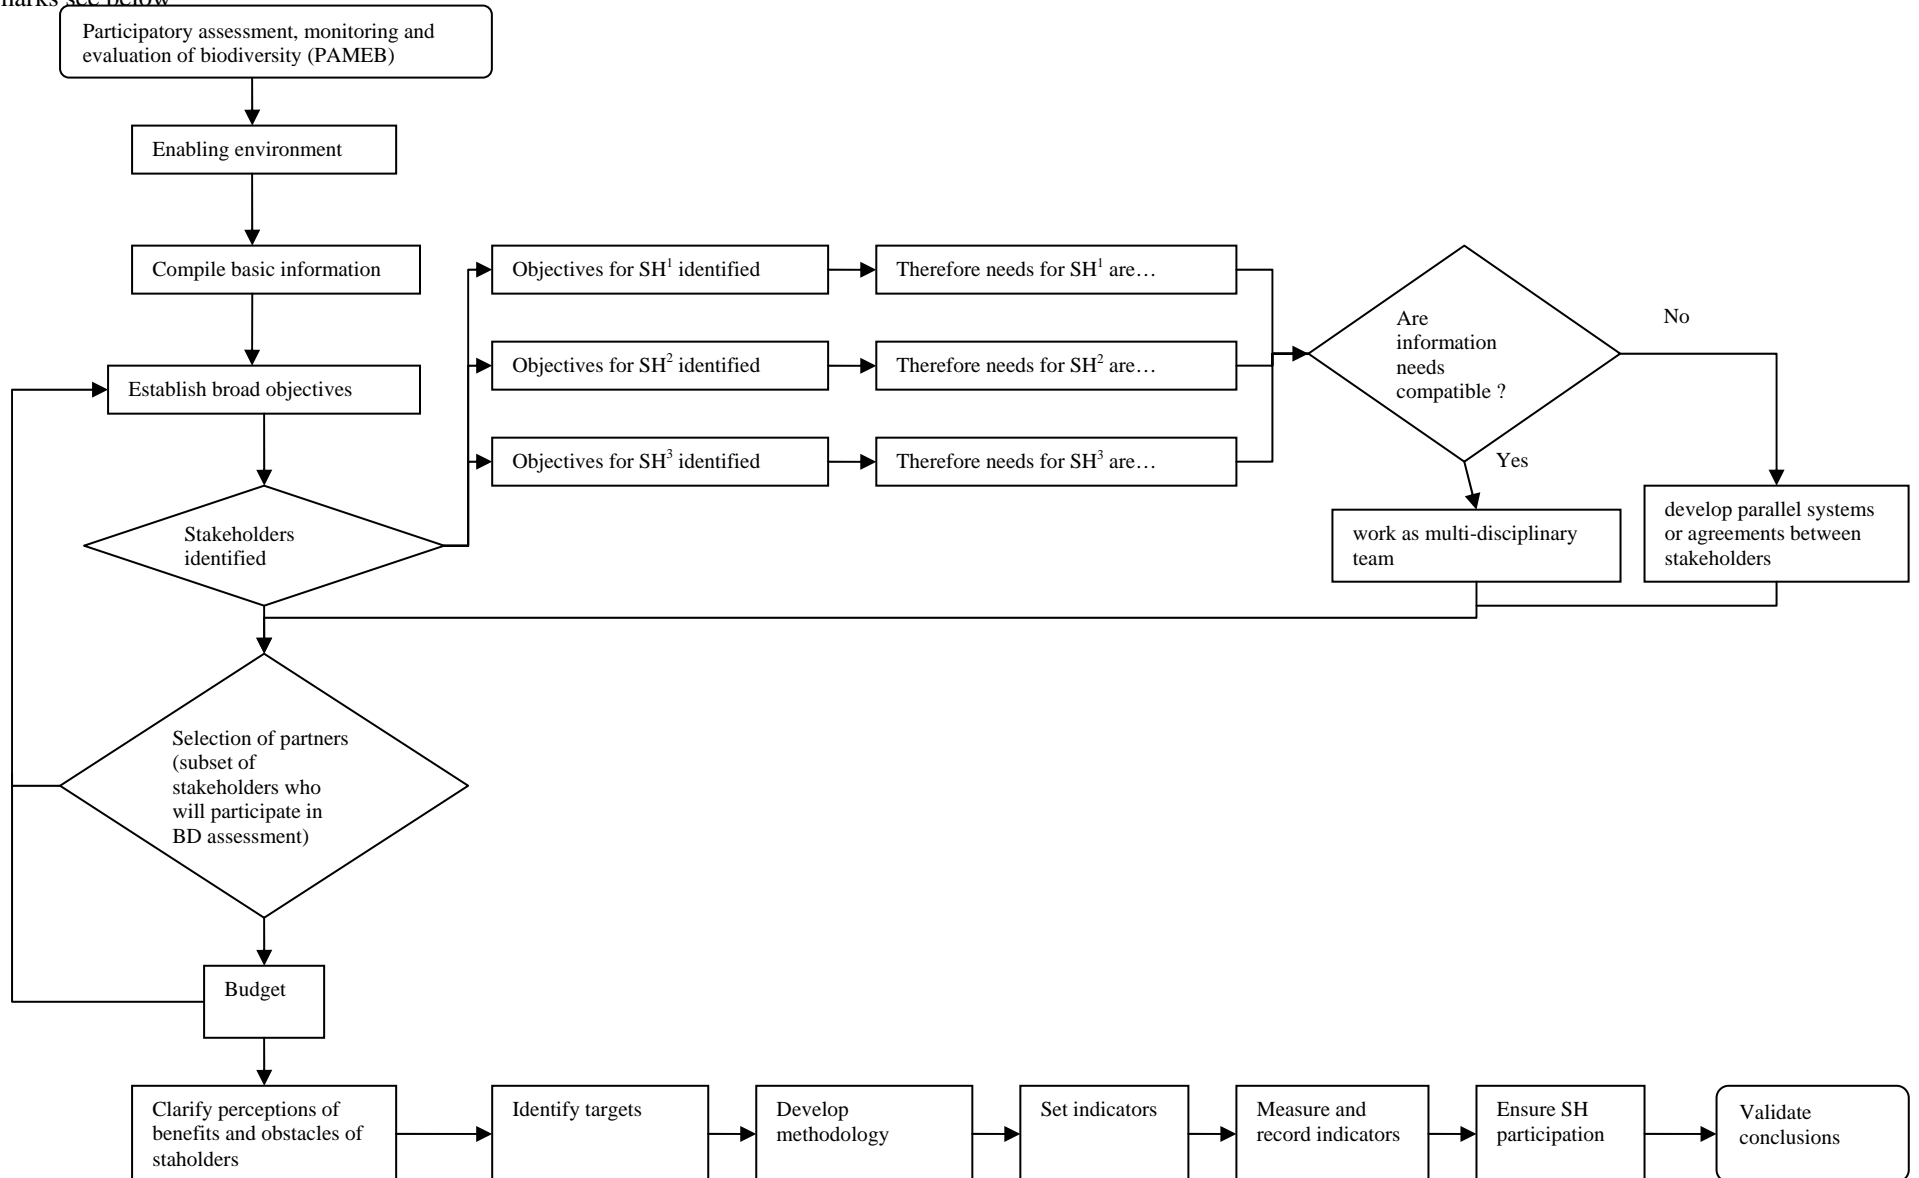 see below
Participatory assessment, monitoring and
evaluation of biodiversity (PAMEB)
Enabling environment
Compile basic information
Objectives for SH¹ identified
Therefore needs for SH¹ are…
Are
information
needs
compatible ?
No
Establish broad objectives
Objectives for SH² identified
Therefore needs for SH² are…
Objectives for SH³ identified
Therefore needs for SH³ are…
Yes
Stakeholders
identified
work as multi-disciplinary
team
develop parallel systems
or agreements between
stakeholders
Selection of partners
(subset of
stakeholders who
will participate in
BD assessment)
Budget
Clarify perceptions of
benefits and obstacles of
staholders
Identify targets
Develop
methodology
Set indicators
Measure and
record indicators
Ensure SH
participation
Validate
conclusions